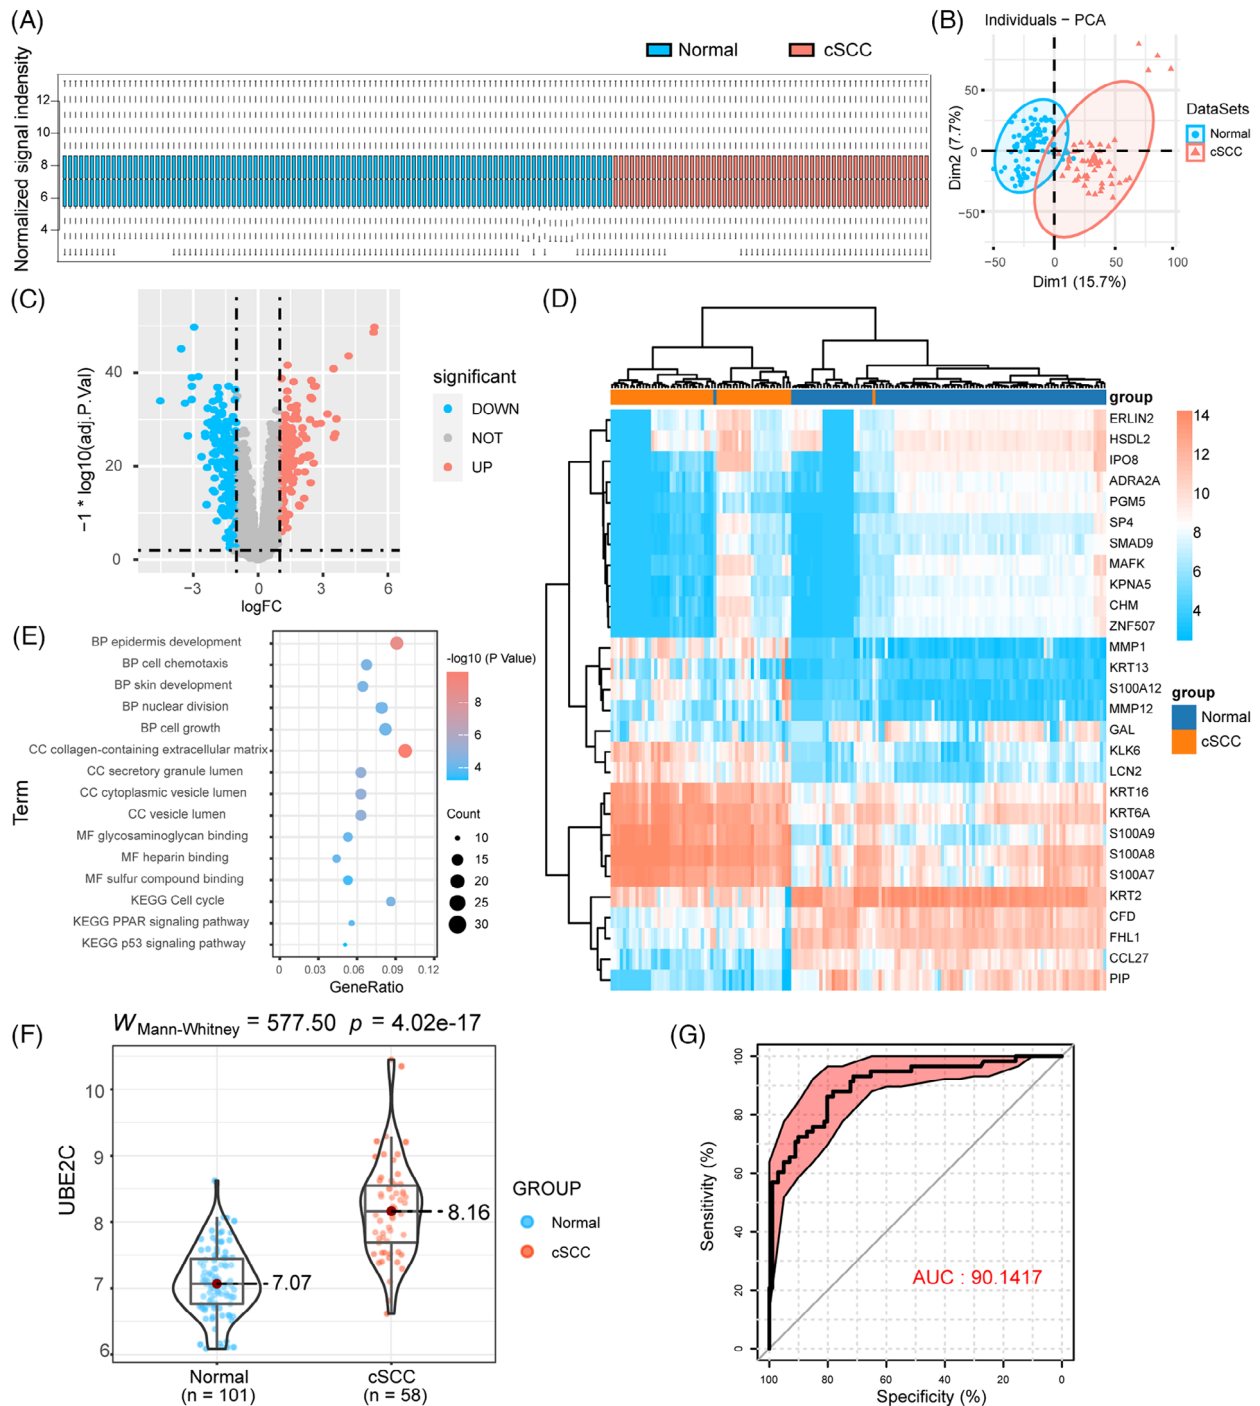 (A)
Normal
cSCC
Normalized signal indensity
12
10
8
6
4
(B)
Individuals – PCA
Dim2 (7.7%)
50
0
−50
−50
0
50
100
Dim1 (15.7%)
DataSets
Normal
cSCC
(C)
−1 * log10(adj.P.Val)
40
20
0
−3
0
3
6
logFC
significant
DOWN
NOT
UP
(D)
group
ERLIN2
HSDL2
IPO8
ADRA2A
PGM5
SP4
SMAD9
MAFK
KPNA5
CHM
ZNF507
MMP1
KRT13
S100A12
MMP12
GAL
KLK6
LCN2
KRT16
KRT6A
S100A9
S100A8
S100A7
KRT2
CFD
FHL1
CCL27
PIP
14
12
10
8
6
4
group
Normal
cSCC
(E)
Term
BP epidermis development
BP cell chemotaxis
BP skin development
BP nuclear division
BP cell growth
CC collagen-containing extracellular matrix
CC secretory granule lumen
CC cytoplasmic vesicle lumen
CC vesicle lumen
MF glycosaminoglycan binding
MF heparin binding
MF sulfur compound binding
KEGG Cell cycle
KEGG PPAR signaling pathway
KEGG p53 signaling pathway
0
0.03
0.06
0.09
0.12
GeneRatio
-log10 (P Value)
8
6
4
Count
10
15
20
25
30
(F)
W Mann-Whitney = 577.50 p = 4.02e-17
UBE2C
10
9
8
7
6
7.07
8.16
Normal
(n = 101)
cSCC
(n = 58)
GROUP
Normal
cSCC
(G)
Sensitivity (%)
100
80
60
40
20
0
AUC : 90.1417
100
80
60
40
20
0
Specificity (%)